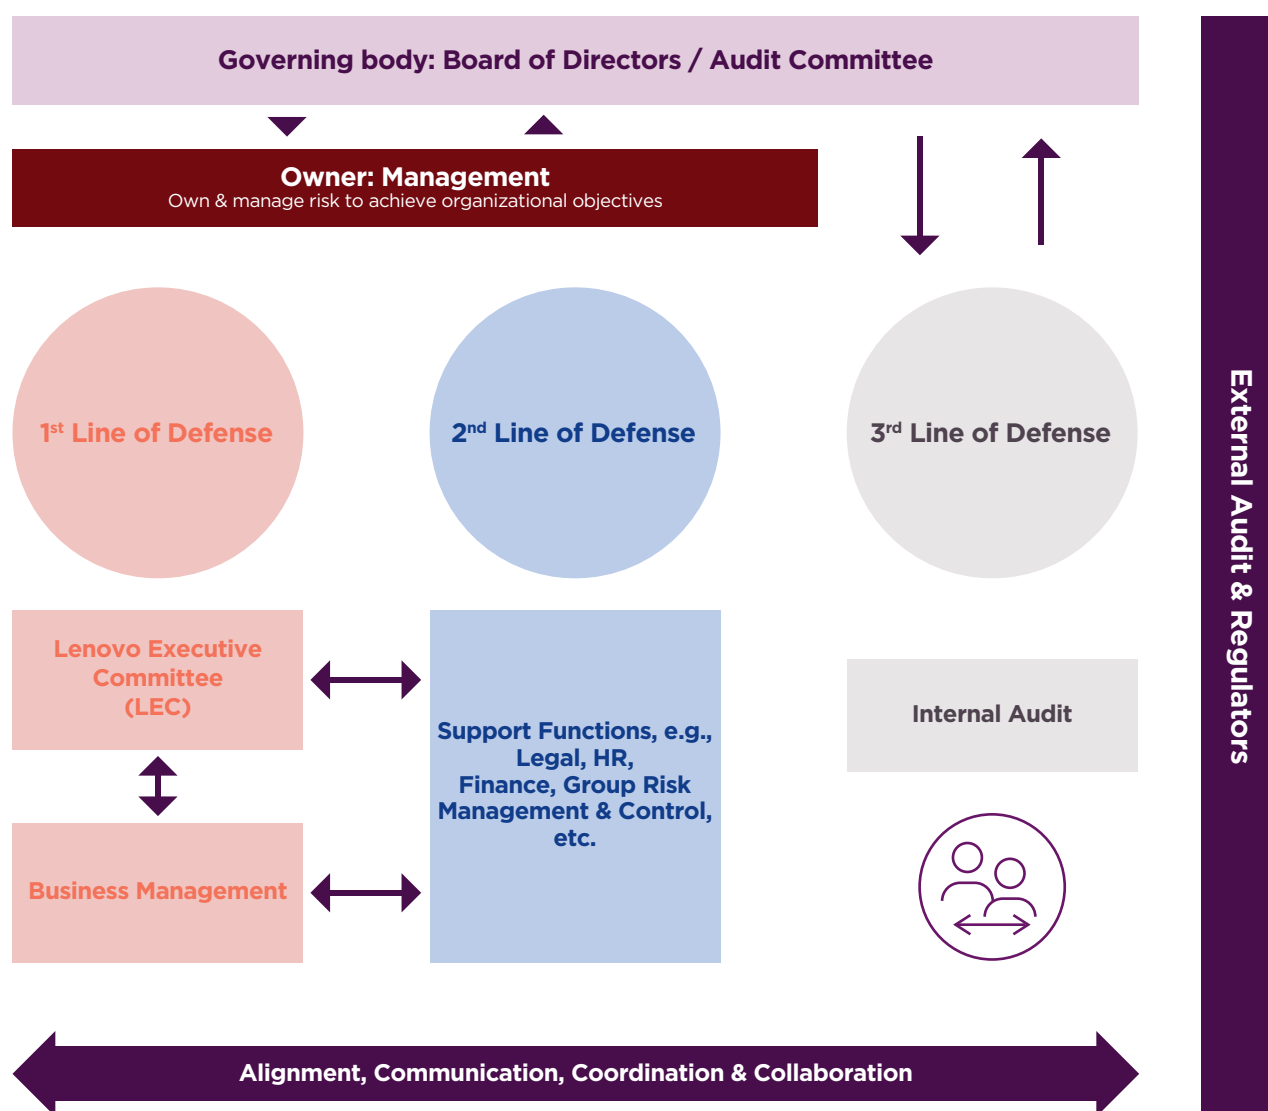 Governing body: Board of Directors / Audit Committee
Owner: Management
Own & manage risk to achieve organizational objectives
1st Line of Defense
2nd Line of Defense
3rd Line of Defense
Lenovo Executive
Committee
(LEC)
Business Management
Support Functions, e.g.,
Legal, HR,
Finance, Group Risk
Management & Control,
etc.
Internal Audit
Alignment, Communication, Coordination & Collaboration
External Audit & Regulators